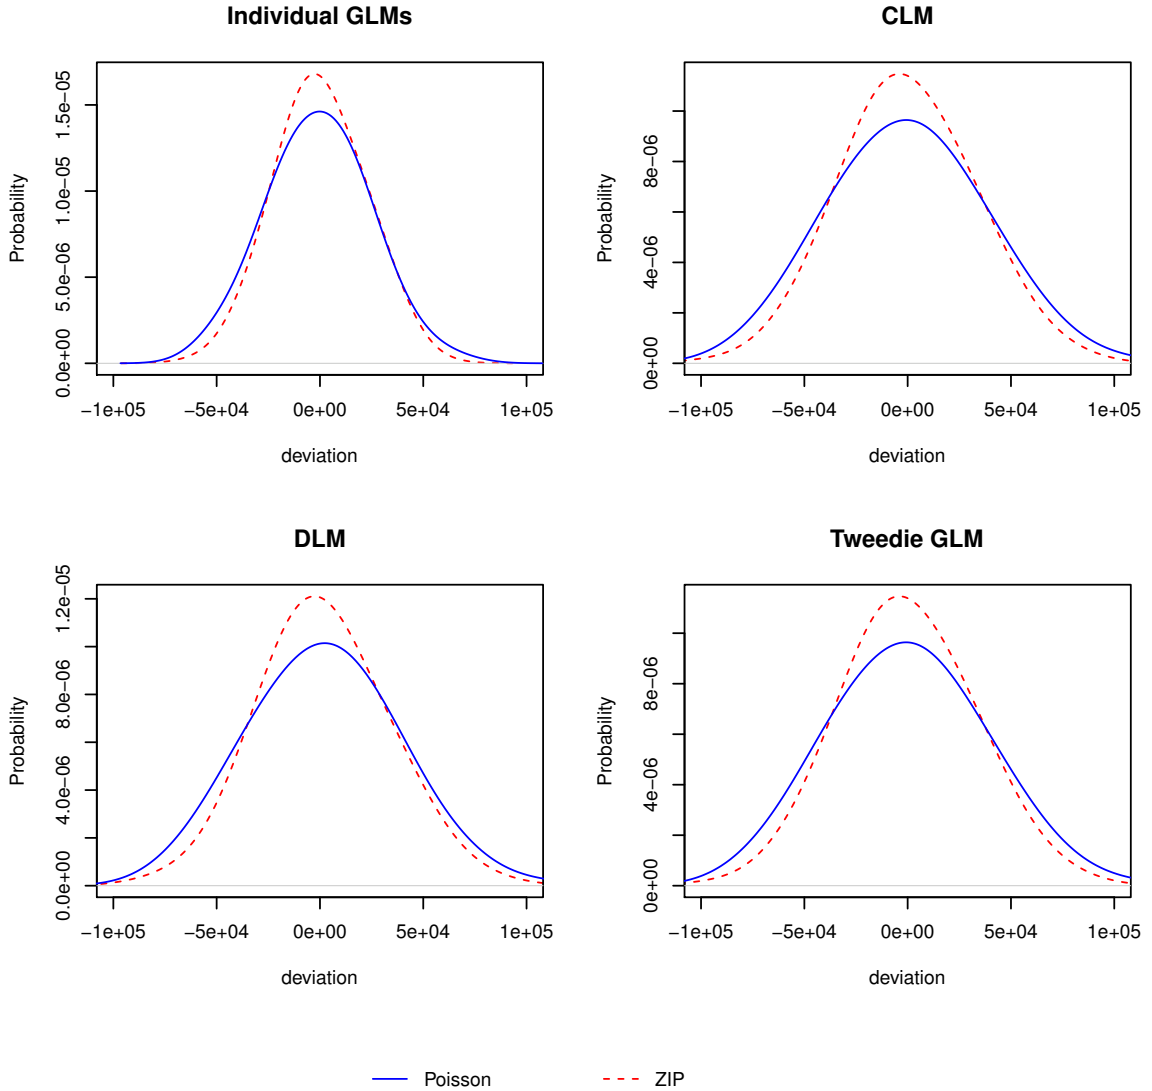 Individual GLMs
CLM
Probability
0.0e+00 5.0e−06 1.0e−05 1.5e−05
−1e+05 −5e+04 0e+00 5e+04 1e+05
deviation
Probability
0e+00 4e−06 8e−06
−1e+05 −5e+04 0e+00 5e+04 1e+05
deviation
DLM
Tweedie GLM
Probability
0.0e+00 4.0e−06 8.0e−06 1.2e−05
−1e+05 −5e+04 0e+00 5e+04 1e+05
deviation
Probability
0e+00 4e−06 8e−06
−1e+05 −5e+04 0e+00 5e+04 1e+05
deviation
Poisson ZIP